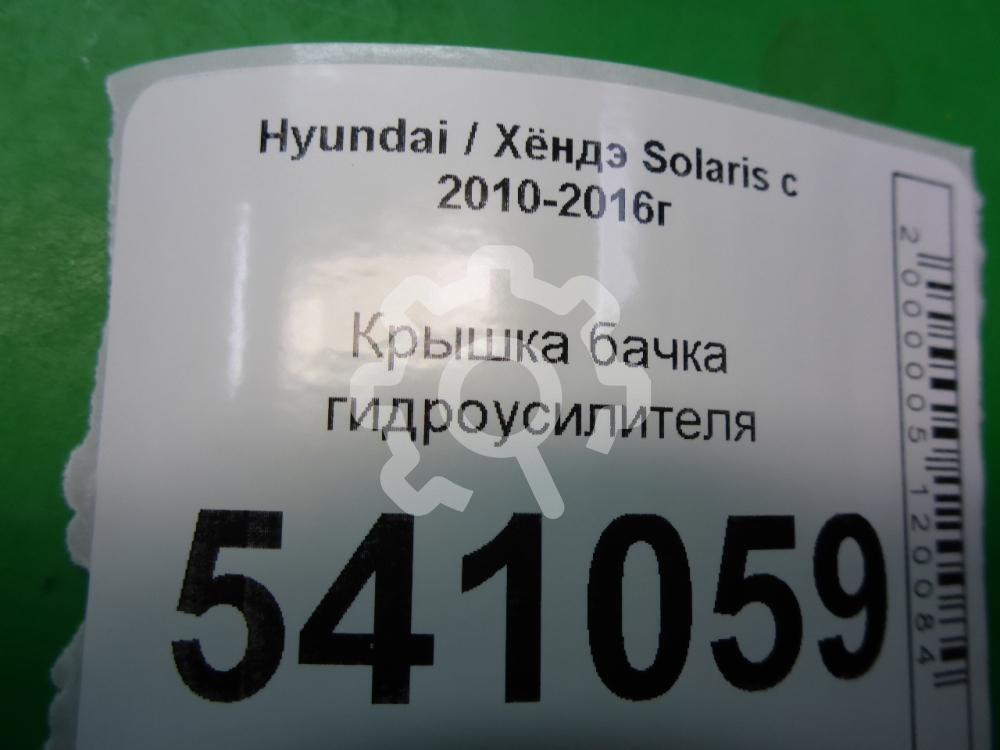 Hyundai / Хёндэ Solaris с
2010-2016г
Крышка бачка
гидроусилителя
541059
2000005120084